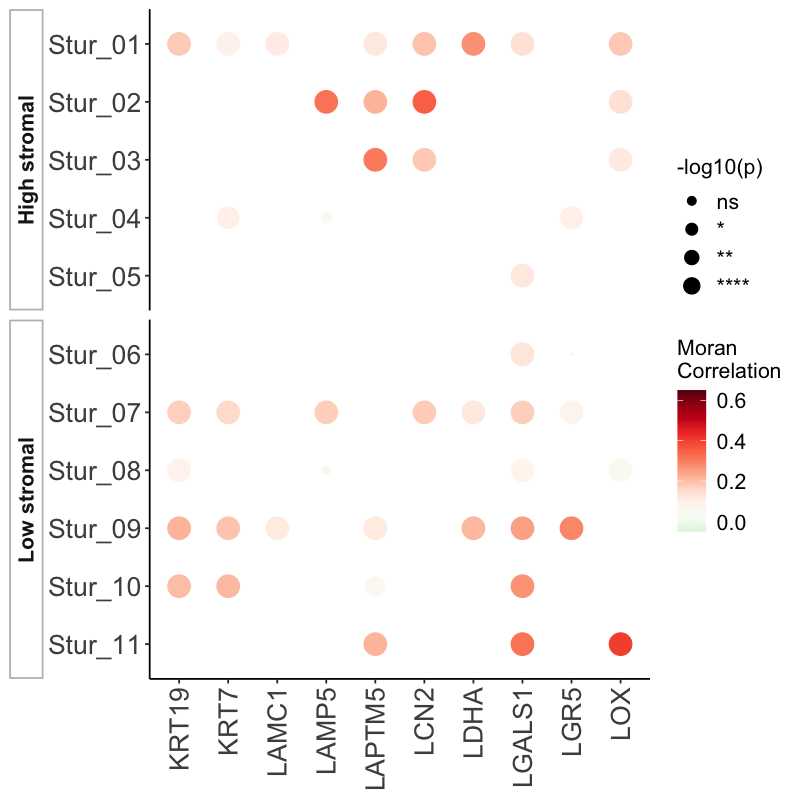 High stromal
Stur_01
Stur_02
Stur_03
Stur_04
Stur_05
Low stromal
Stur_06
Stur_07
Stur_08
Stur_09
Stur_10
Stur_11
KRT19
KRT7
LAMC1
LAMP5
LAPTM5
LCN2
LDHA
LGALS1
LGR5
LOX
-log10(p)
ns
*
**
****
Moran
Correlation
0.6
0.4
0.2
0.0